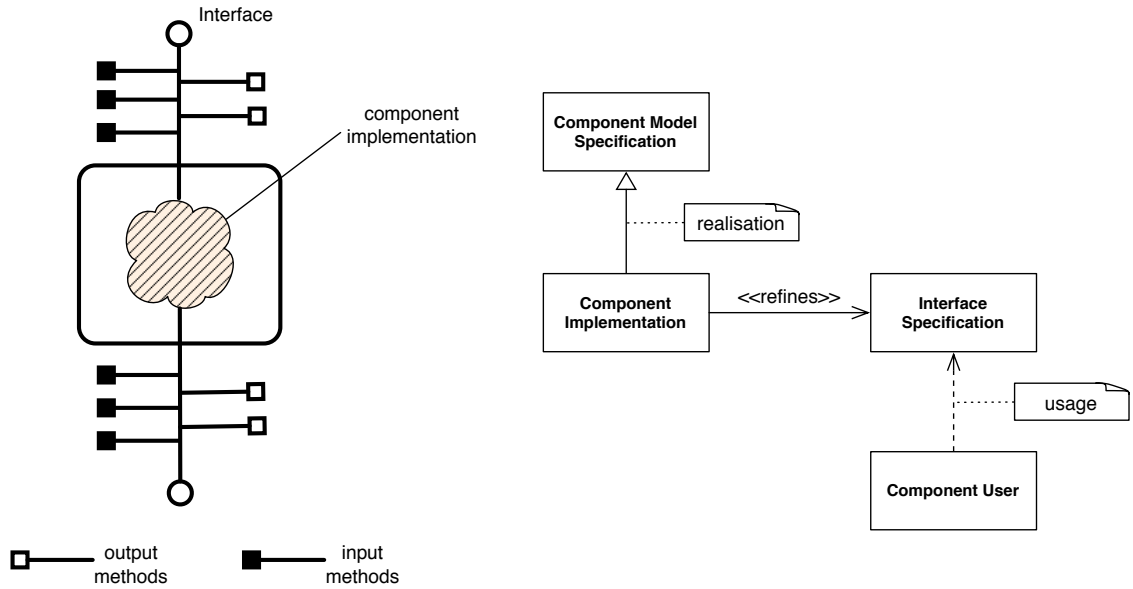 Interface
component
implementation
output
methods
input
methods
Component Model
Specification
realisation
Component
Implementation
<<refines>>
Interface
Specification
usage
Component User